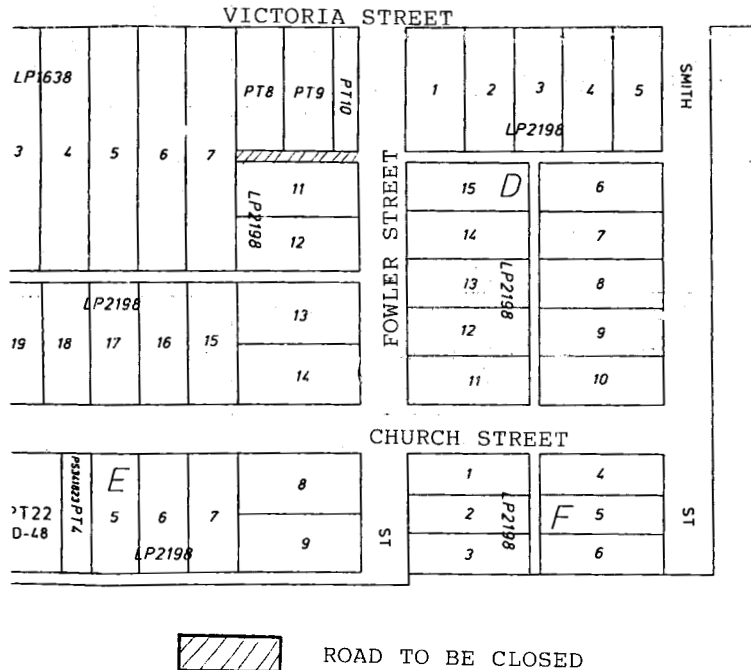 VICTORIA STREET
LP1638
PT8 PT9 PT10
1 2 3 4 5
SMITH
LP2198
3 4 5 6 7
11
LP2198
12
FOWLER STREET
15 D 6
14 7
13 LP2198 8
12 9
11 10
LP2198
19 18 17 16 15
13
14
CHURCH STREET
PT22
D-48
PS341823 PT4
E
5 6 7
LP2198
8
9
ST
1 4
2 LP2198 F 5
3 6
ST
ROAD TO BE CLOSED